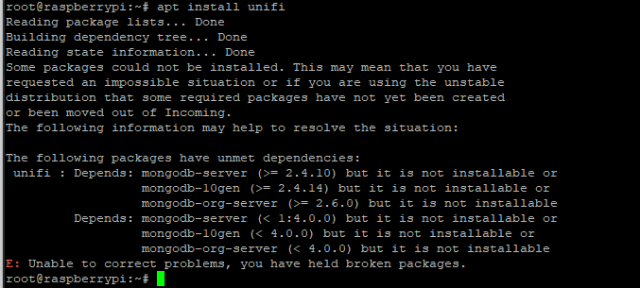 root@raspberrypi:~# apt install unifi
Reading package lists... Done
Building dependency tree... Done
Reading state information... Done
Some packages could not be installed. This may mean that you have
requested an impossible situation or if you are using the unstable
distribution that some required packages have not yet been created
or been moved out of Incoming.
The following information may help to resolve the situation:

The following packages have unmet dependencies:
 unifi : Depends: mongodb-server (>= 2.4.10) but it is not installable or
                  mongodb-10gen (>= 2.4.14) but it is not installable or
                  mongodb-org-server (>= 2.6.0) but it is not installable
         Depends: mongodb-server (< 1:4.0.0) but it is not installable or
                  mongodb-10gen (< 4.0.0) but it is not installable or
                  mongodb-org-server (< 4.0.0) but it is not installable
E: Unable to correct problems, you have held broken packages.
root@raspberrypi:~#